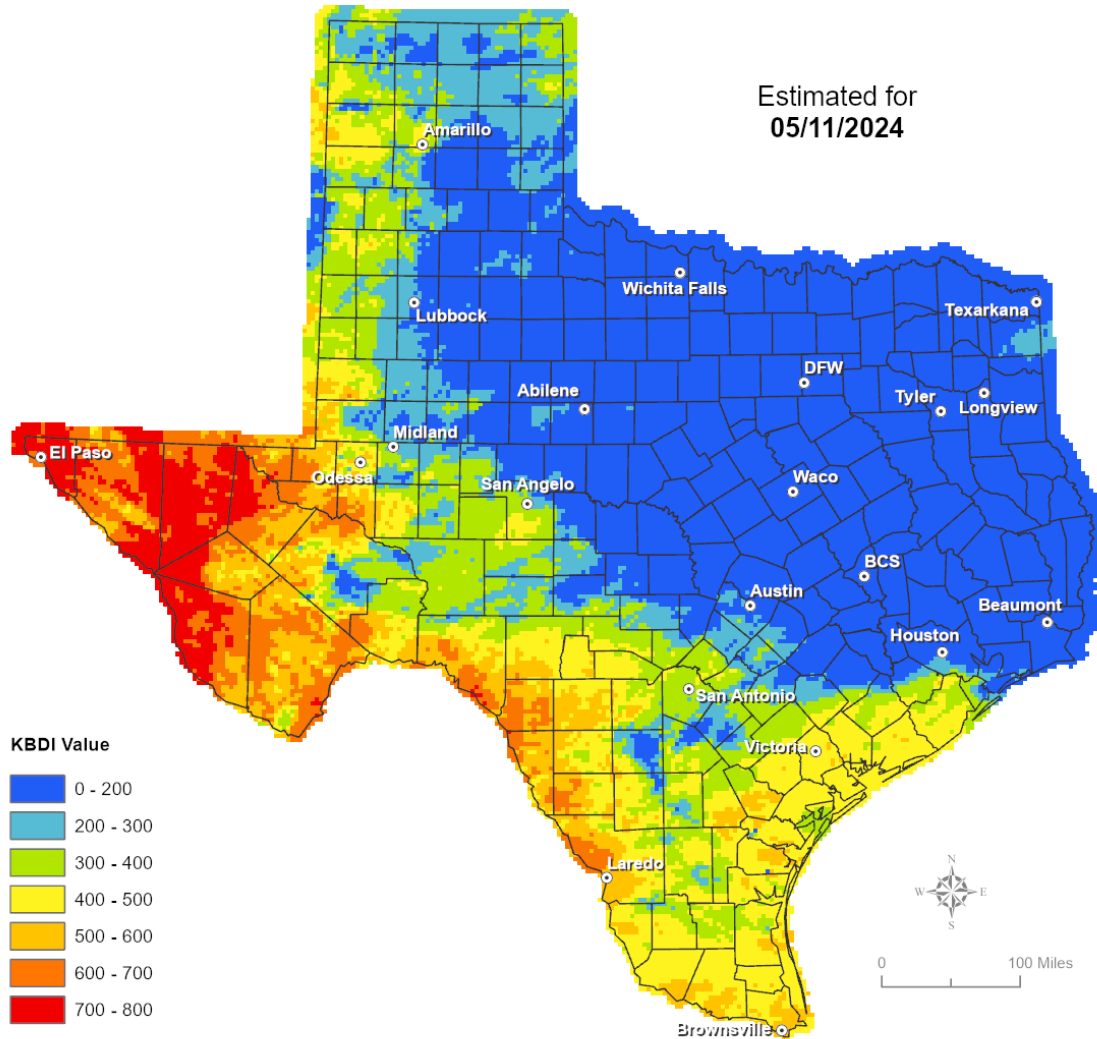 Estimated for
05/11/2024
Amarillo
Wichita Falls
Lubbock
Texarkana
DFW
Abilene
Tyler
Longview
Midland
El Paso
Odessa
San Angelo
Waco
BCS
Austin
Beaumont
Houston
San Antonio
Victoria
KBDI Value
0 - 200
200 - 300
300 - 400
400 - 500
500 - 600
600 - 700
700 - 800
Laredo
N
W E
S
0 100 Miles
Brownsville